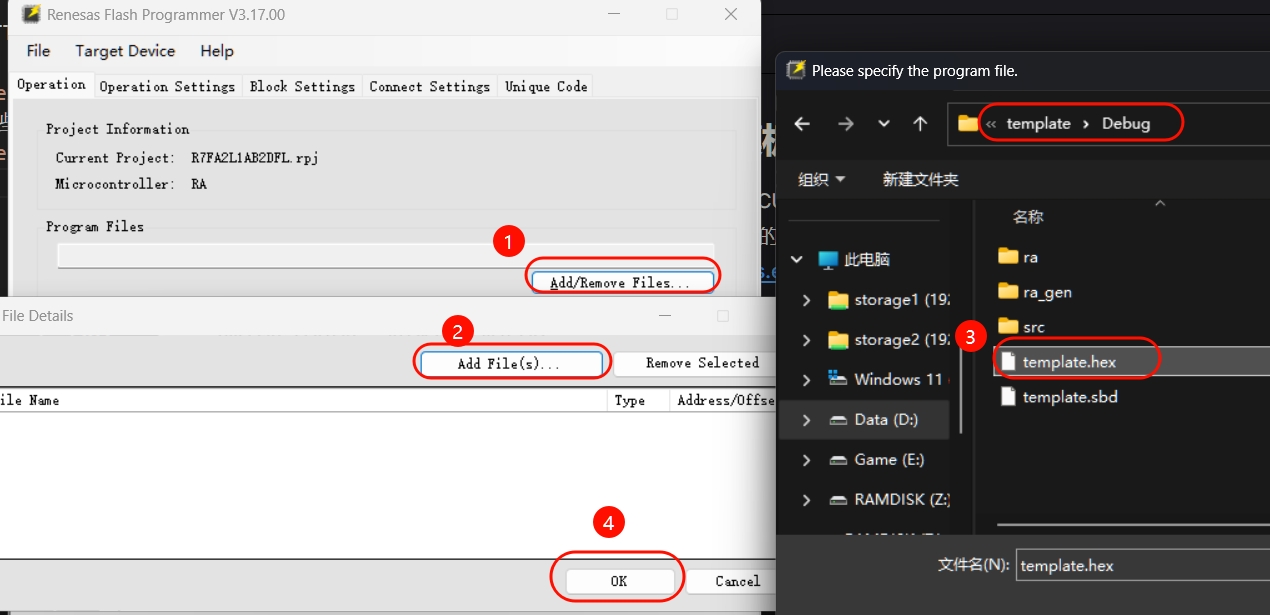 Renesas Flash Programmer V3.17.00
File Target Device Help
Operation Operation Settings Block Settings Connect Settings Unique Code
Project Information
Current Project: R7FA2L1AB2DFL.rpj
Microcontroller: RA
Program Files
1
Add/Remove Files...
File Details
2
Add File(s)... Remove Selected
ile Name Type Address/Offse
4
OK Cancel
Please specify the program file.
« template › Debug
组织 新建文件夹
名称
此电脑
storage1 (192
storage2 (192
Windows 11
Data (D:)
Game (E:)
RAMDISK (Z:)
ra
ra_gen
src
3
template.hex
template.sbd
文件名(N): template.hex